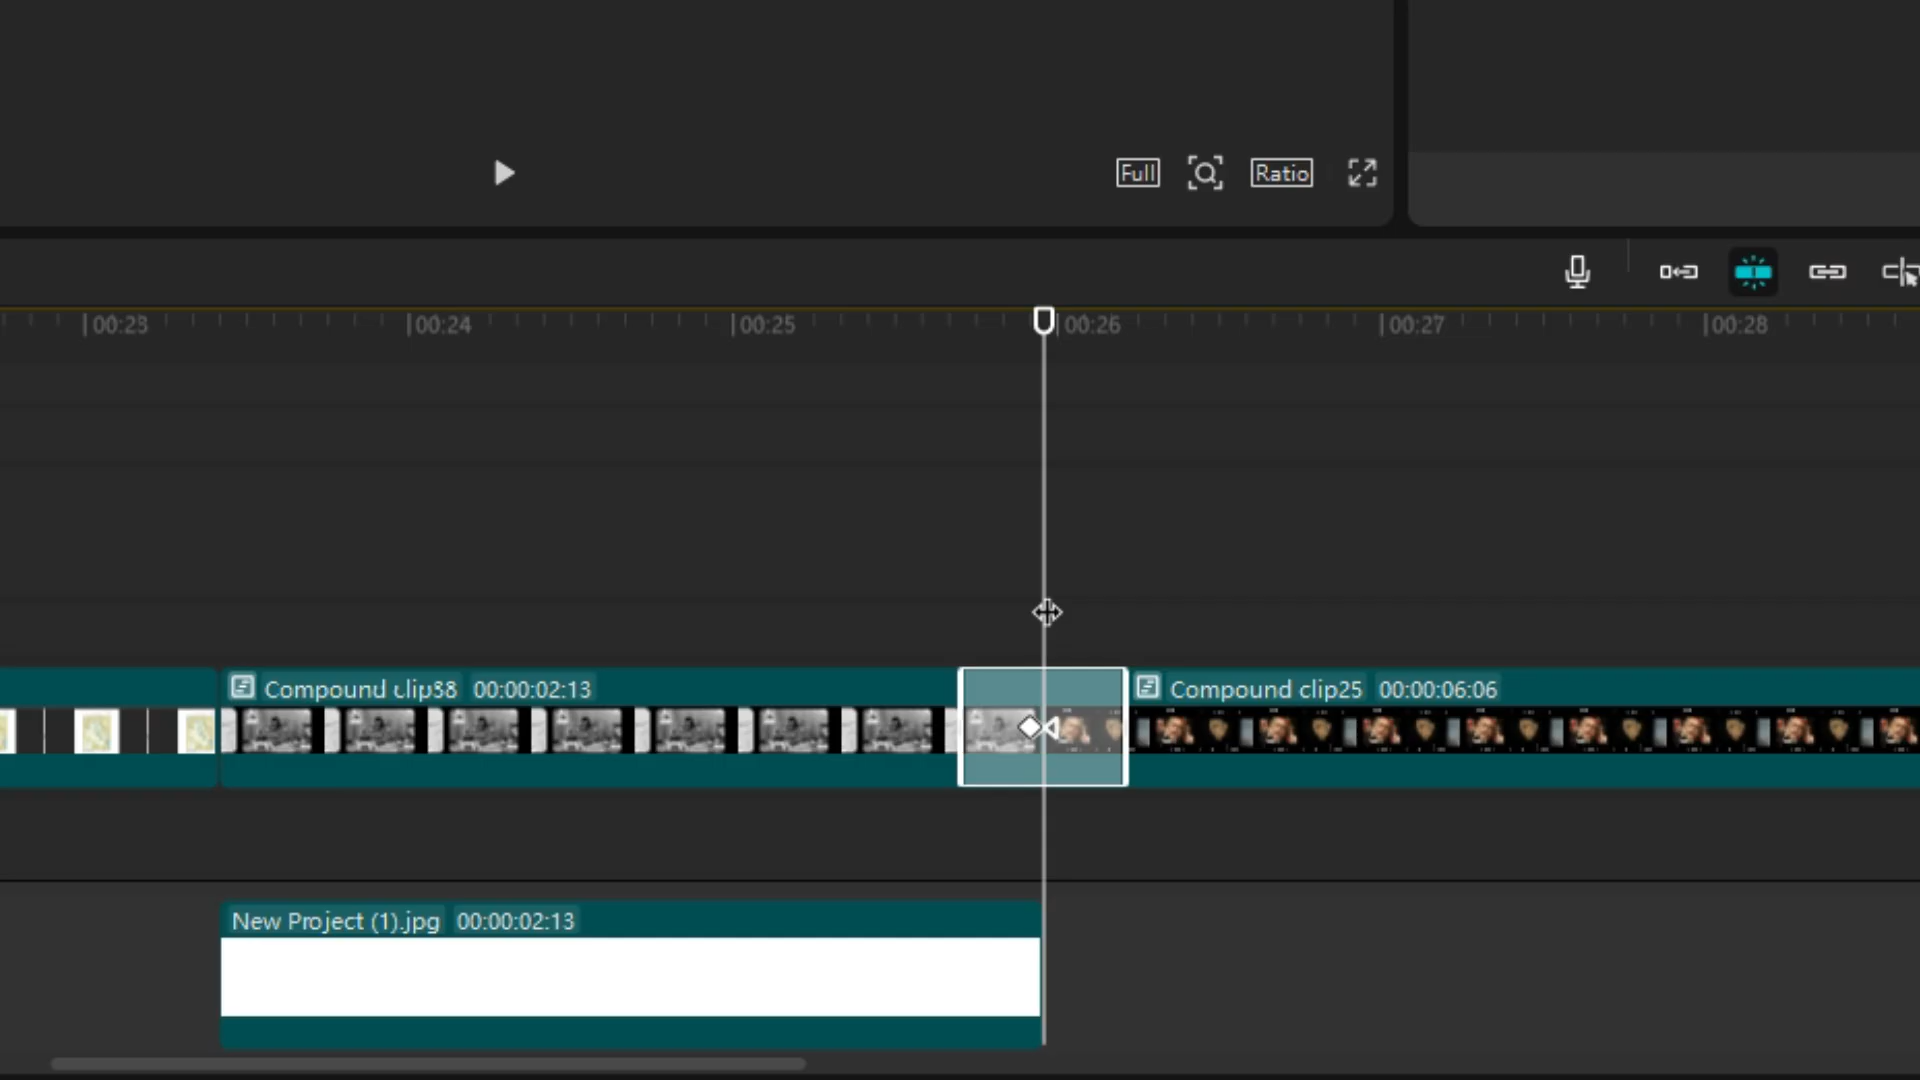 Full Ratio
00:23 00:24 00:25 00:26 00:27 00:28
Compound clip38 00:00:02:13 Compound clip25 00:00:06:06
New Project (1).jpg 00:00:02:13